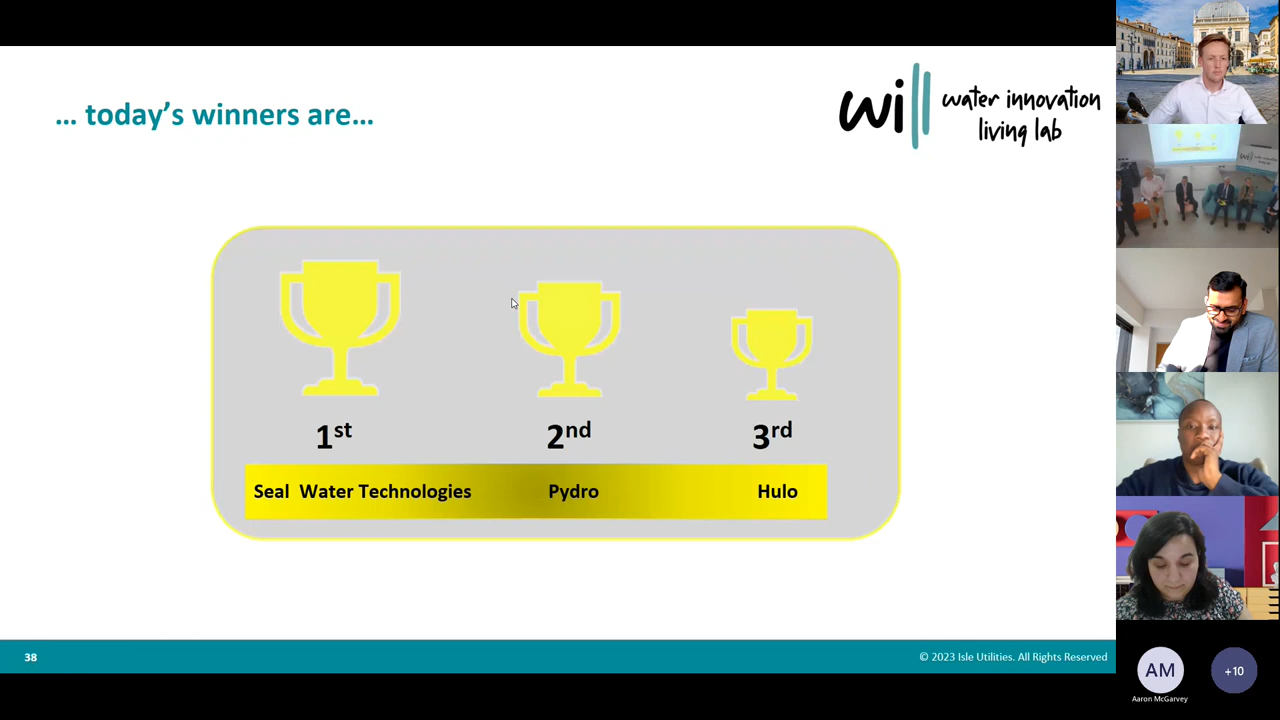 … today's winners are…
will water innovation
living lab
1st
2nd
3rd
Seal Water Technologies
Pydro
Hulo
38
© 2023 Isle Utilities. All Rights Reserved
AM
+10
Aaron McGarvey